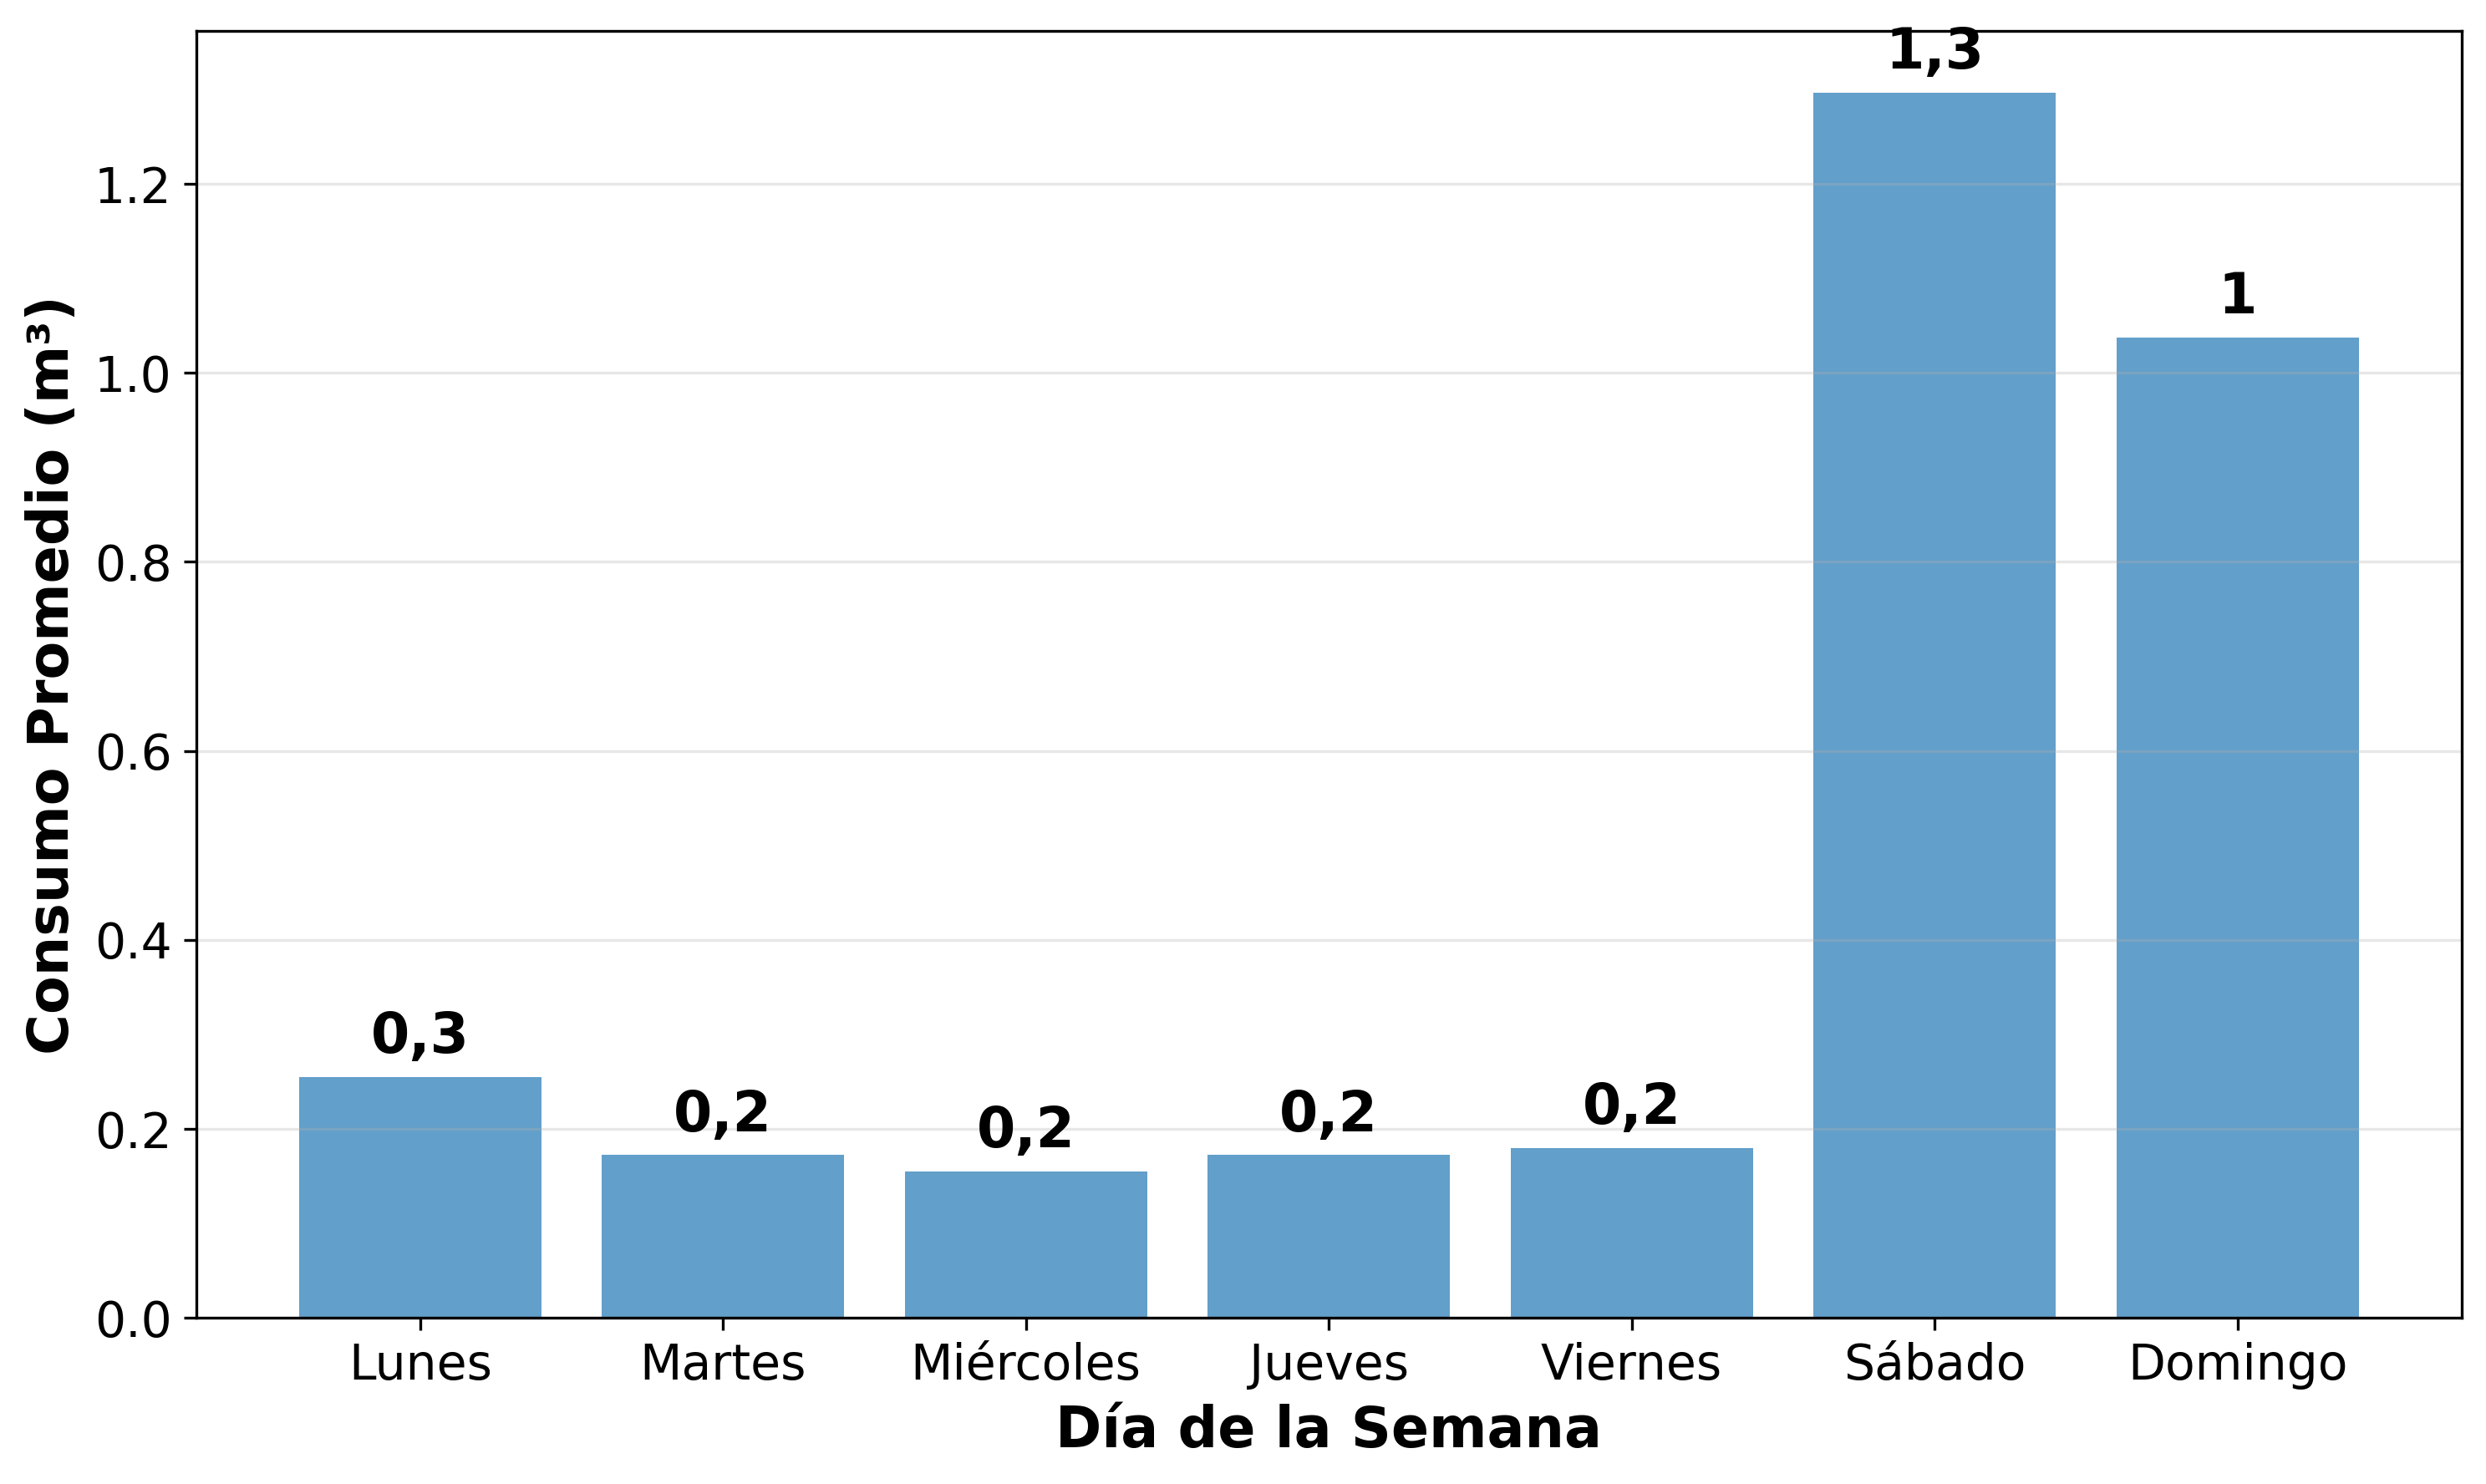 Consumo Promedio (m³)
1.2
1.0
0.8
0.6
0.4
0.2
0.0
0,3
0,2
0,2
0,2
0,2
1,3
1
Lunes
Martes
Miércoles
Jueves
Viernes
Sábado
Domingo
Día de la Semana